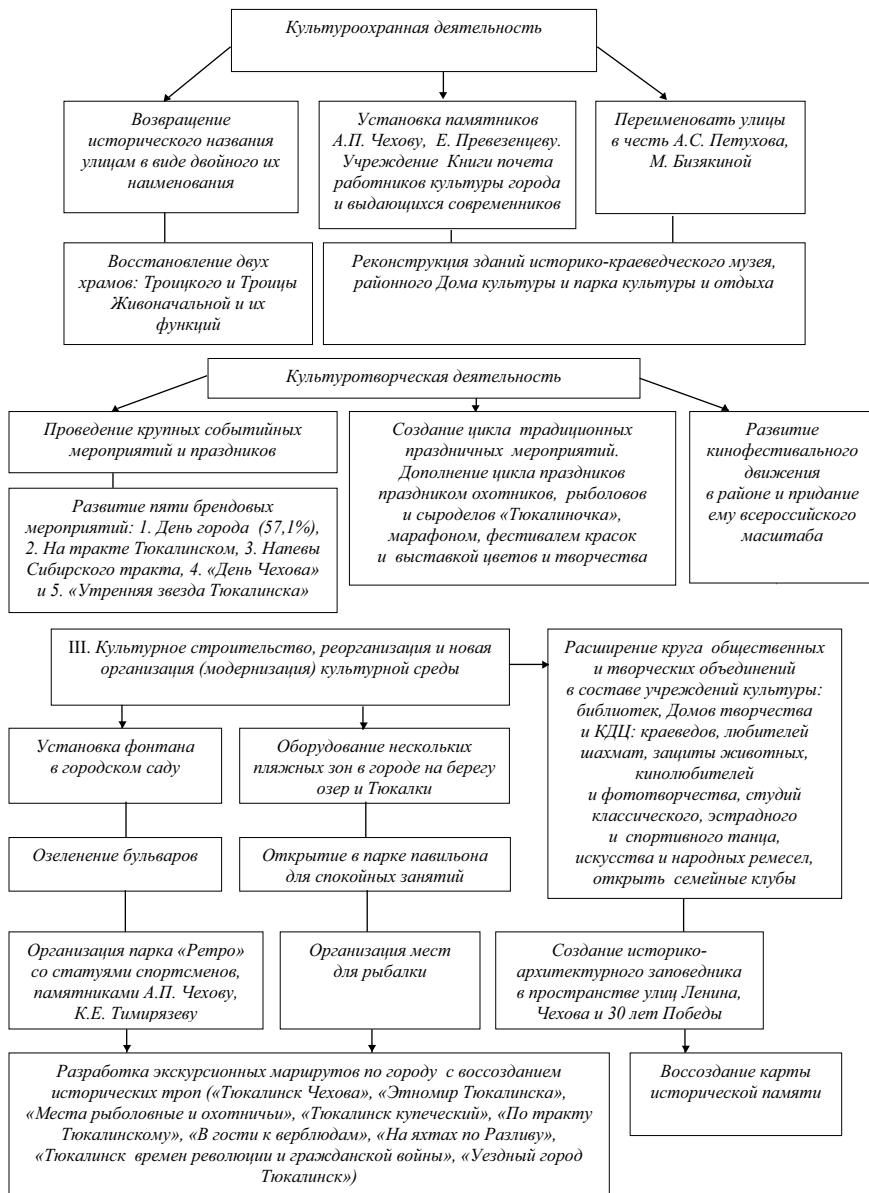 Культуроохранная деятельность
Возвращение
исторического названия
улицам в виде двойного их
наименования
Установка памятников
А.П. Чехову, Е. Превезенцеву.
Учреждение Книги почета
работников культуры города
и выдающихся современников
Переименовать улицы
в честь А.С. Петухова,
М. Бизякиной
Восстановление двух
храмов: Троицкого и Троицы
Живоначальной и их
функций
Реконструкция зданий историко-краеведческого музея,
районного Дома культуры и парка культуры и отдыха
Культуротворческая деятельность
Проведение крупных событийных
мероприятий и праздников
Создание цикла традиционных
праздничных мероприятий.
Дополнение цикла праздников
праздником охотников, рыболовов
и сыроделов «Тюкалиночка»,
марафоном, фестивалем красок
и выставкой цветов и творчества
Развитие
кинофестивального
движения
в районе и придание
ему всероссийского
масштаба
Развитие пяти брендовых
мероприятий: 1. День города (57,1%),
2. На тракте Тюкалинском, 3. Напевы
Сибирского тракта, 4. «День Чехова»
и 5. «Утренняя звезда Тюкалинска»
III. Культурное строительство, реорганизация и новая
организация (модернизация) культурной среды
Расширение круга общественных
и творческих объединений
в составе учреждений культуры:
библиотек, Домов творчества
и КДЦ: краеведов, любителей
шахмат, защиты животных,
кинолюбителей
и фототворчества, студий
классического, эстрадного
и спортивного танца,
искусства и народных ремесел,
открыть семейные клубы
Установка фонтана
в городском саду
Оборудование нескольких
пляжных зон в городе на берегу
озер и Тюкалки
Озеленение бульваров
Открытие в парке павильона
для спокойных занятий
Организация парка «Ретро»
со статуями спортсменов,
памятниками А.П. Чехову,
К.Е. Тимирязеву
Организация мест
для рыбалки
Создание историко-
архитектурного заповедника
в пространстве улиц Ленина,
Чехова и 30 лет Победы
Разработка экскурсионных маршрутов по городу с воссозданием
исторических троп («Тюкалинск Чехова», «Этномир Тюкалинска»,
«Места рыболовные и охотничьи», «Тюкалинск купеческий», «По тракту
Тюкалинскому», «В гости к верблюдам», «На яхтах по Разливу»,
«Тюкалинск времен революции и гражданской войны», «Уездный город
Тюкалинск»)
Воссоздание карты
исторической памяти